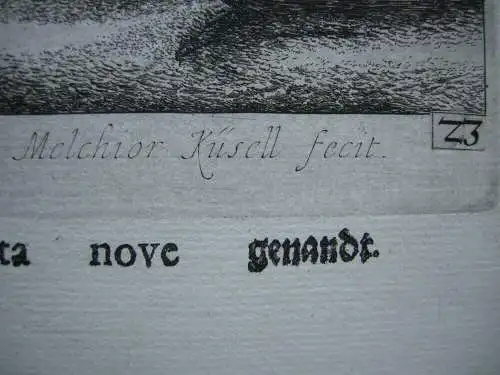 Melchior Küsell fecit. 23
ta nove genandt.